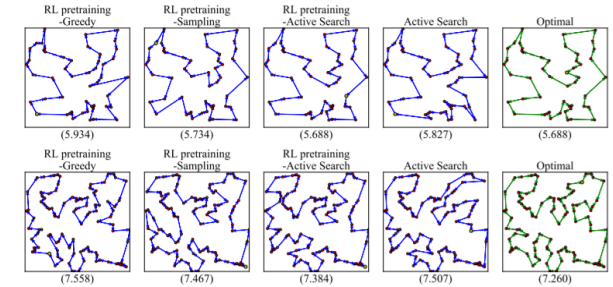 RL pretraining
-Greedy
RL pretraining
-Sampling
RL pretraining
-Active Search
Active Search
Optimal
(5.934)
(5.734)
(5.688)
(5.827)
(5.688)
RL pretraining
-Greedy
RL pretraining
-Sampling
RL pretraining
-Active Search
Active Search
Optimal
(7.558)
(7.467)
(7.384)
(7.507)
(7.260)